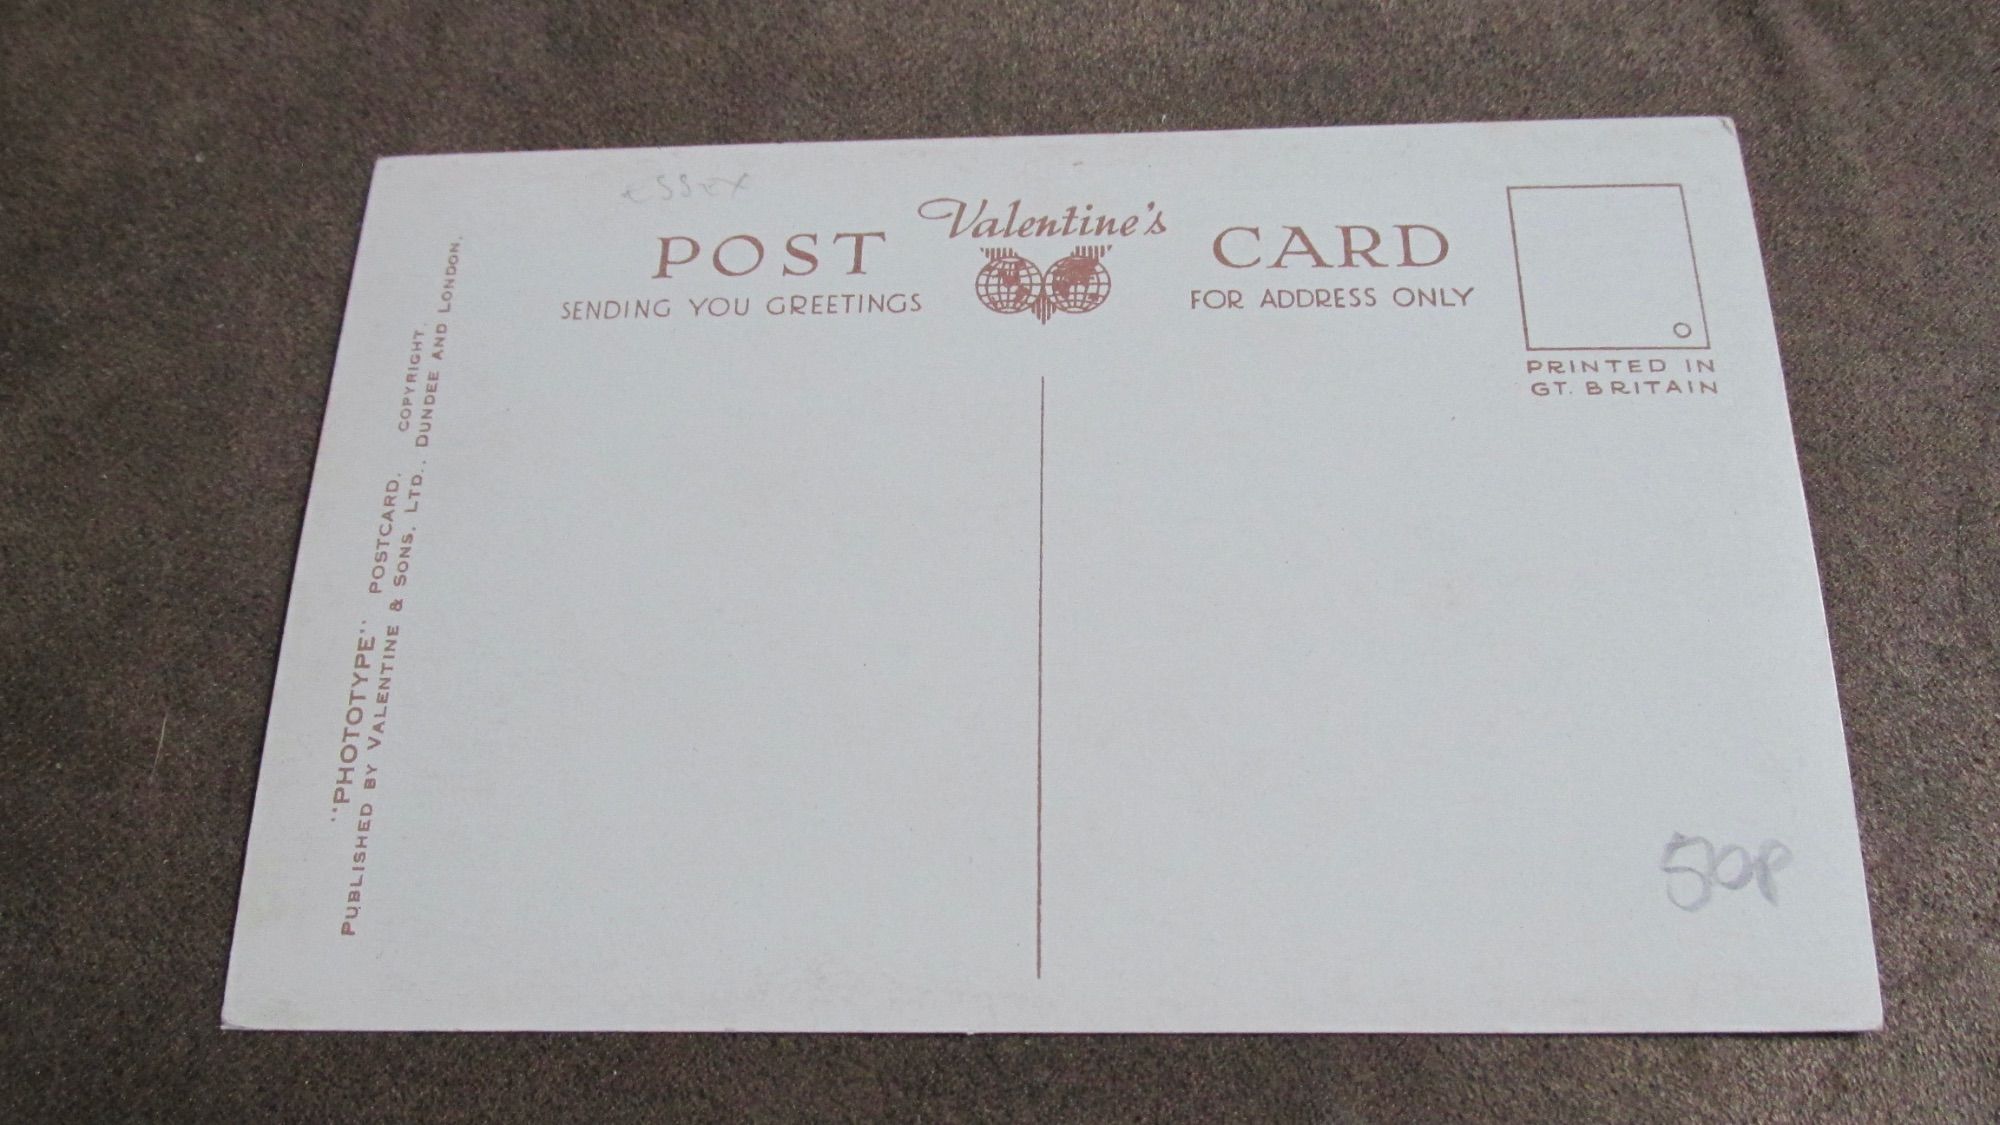 ESSEX
Valentine's
POST CARD
SENDING YOU GREETINGS FOR ADDRESS ONLY
O
PRINTED IN
GT. BRITAIN
"PHOTOTYPE" POSTCARD. COPYRIGHT.
PUBLISHED BY VALENTINE & SONS. LTD., DUNDEE AND LONDON.
50P